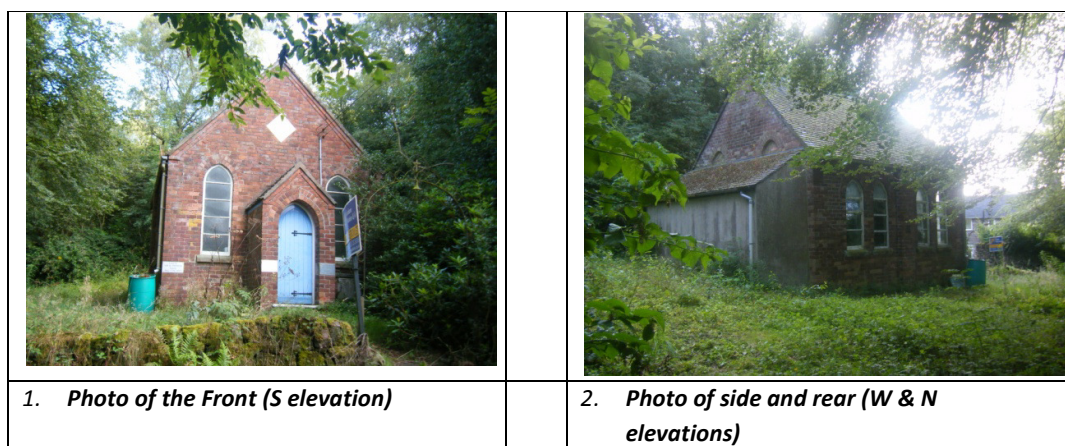 1. Photo of the Front (S elevation)
2. Photo of side and rear (W & N
elevations)